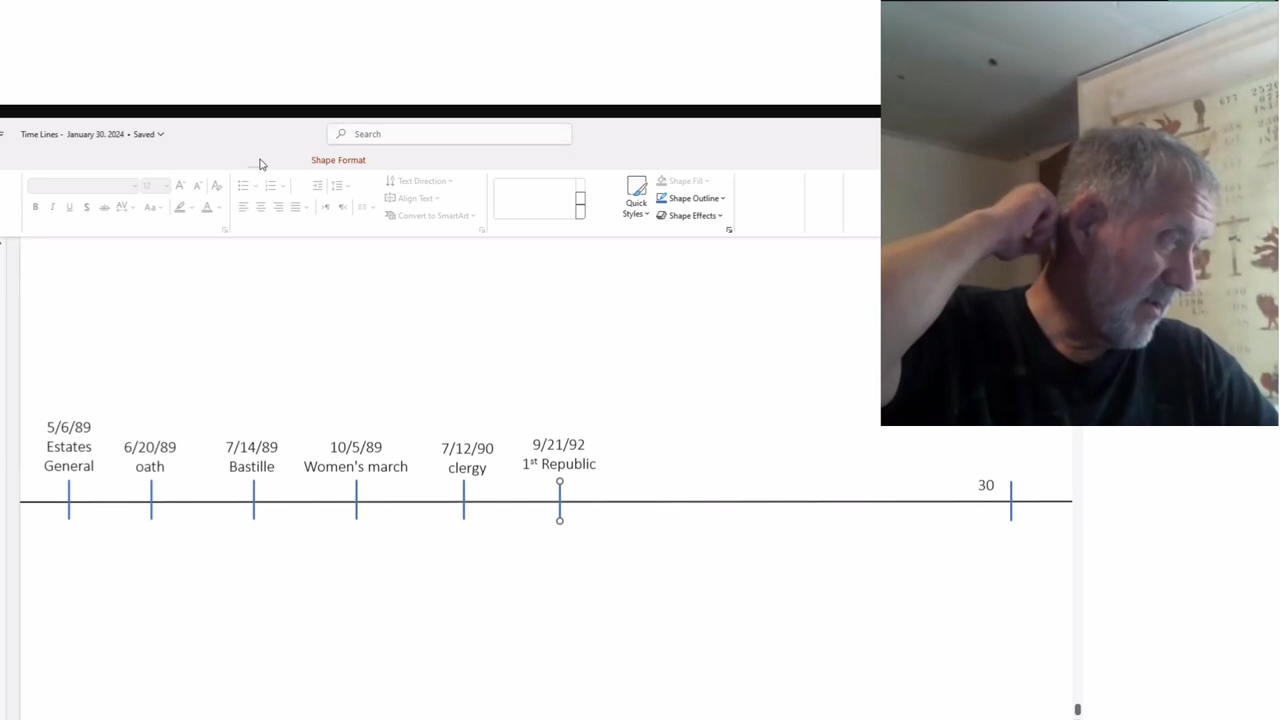 Time Lines - January 30, 2024 • Saved
Search
Shape Format
12
Text Direction
Align Text
Convert to SmartArt
Quick
Styles
Shape Fill
Shape Outline
Shape Effects
677
5/6/89
Estates
General
6/20/89
oath
7/14/89
Bastille
10/5/89
Women's march
7/12/90
clergy
9/21/92
1st Republic
30